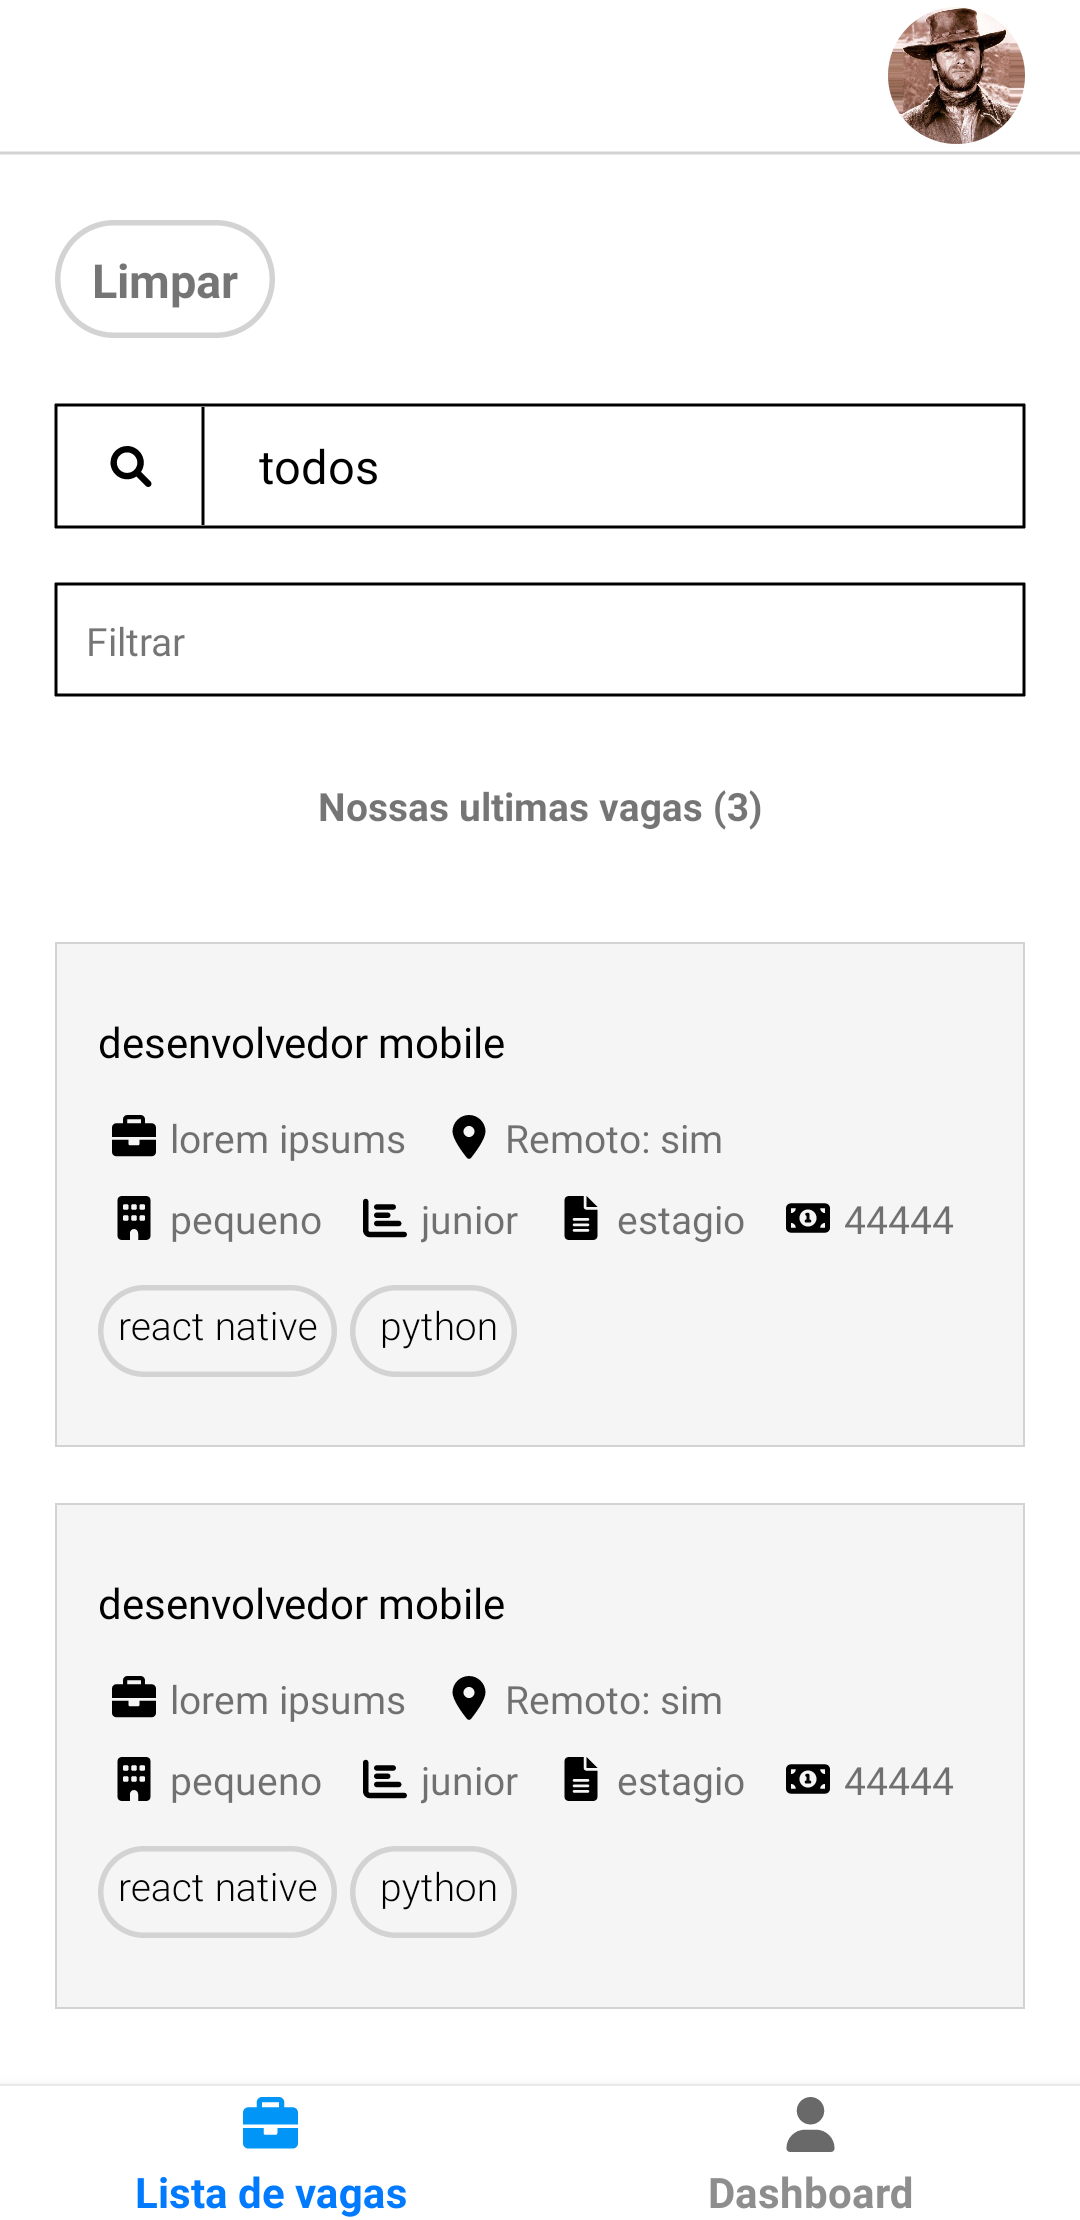 Limpar
todos
Filtrar
Nossas ultimas vagas (3)
desenvolvedor mobile
lorem ipsums Remoto: sim
pequeno junior estagio 44444
react native python
desenvolvedor mobile
lorem ipsums Remoto: sim
pequeno junior estagio 44444
react native python
Lista de vagas Dashboard